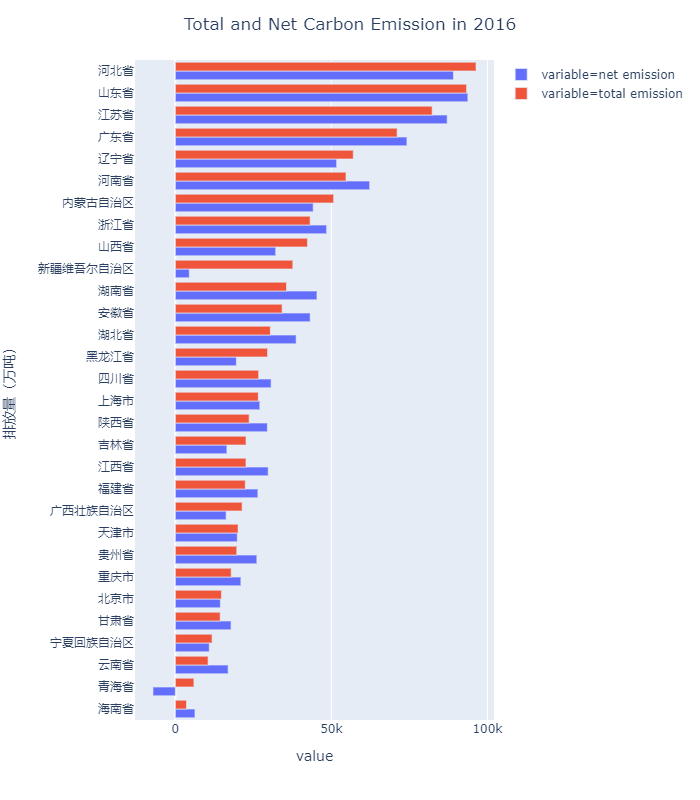 Total and Net Carbon Emission in 2016
variable=net emission
variable=total emission
排放量 (万吨)
河北省
山东省
江苏省
广东省
辽宁省
河南省
内蒙古自治区
浙江省
山西省
新疆维吾尔自治区
湖南省
安徽省
湖北省
黑龙江省
四川省
上海市
陕西省
吉林省
江西省
福建省
广西壮族自治区
天津市
贵州省
重庆市
北京市
甘肃省
宁夏回族自治区
云南省
青海省
海南省
0
50k
100k
value